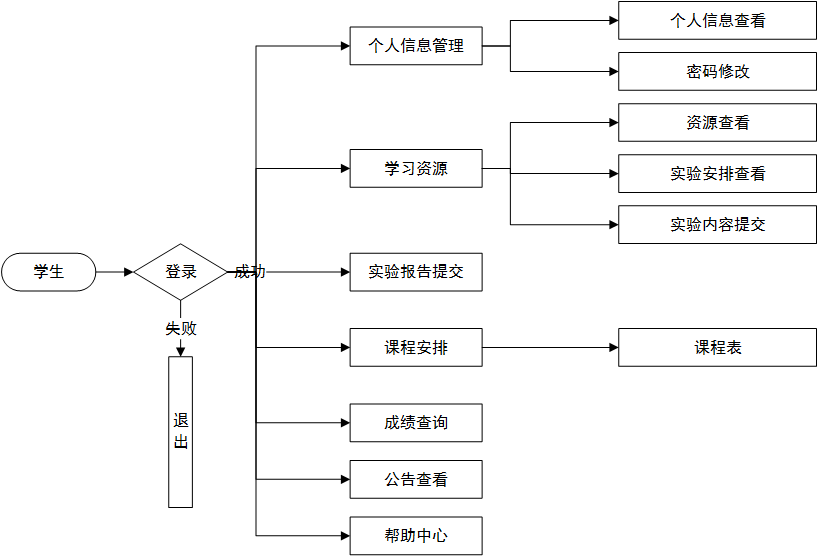 个人信息查看
个人信息管理
密码修改
资源查看
学习资源
实验安排查看
实验内容提交
学生
登录
成功
实验报告提交
失败
课程安排
课程表
退
出
成绩查询
公告查看
帮助中心